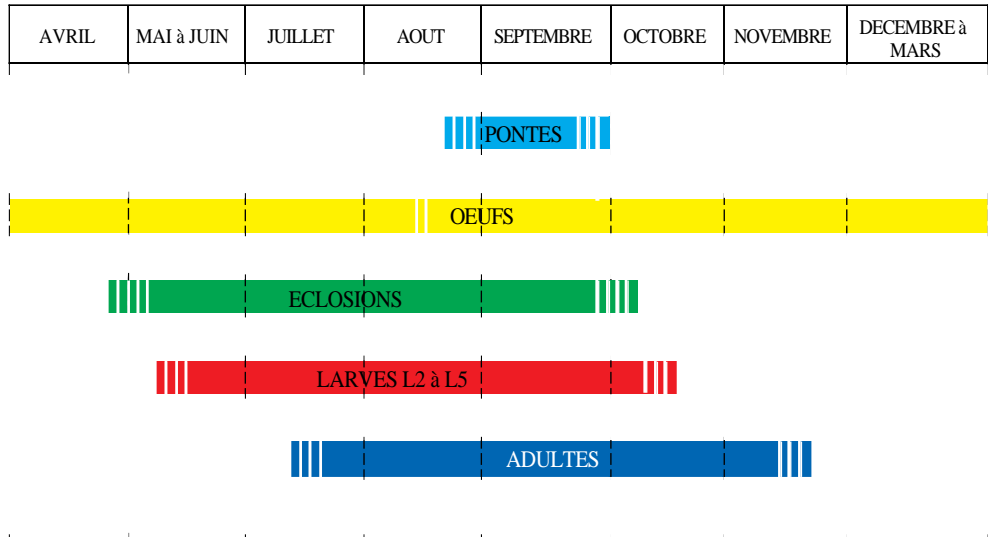 AVRIL MAI à JUIN JUILLET AOUT SEPTEMBRE OCTOBRE NOVEMBRE DECEMBRE à
MARS
PONTES
OEUFS
ECLOSIONS
LARVES L2 à L5
ADULTES